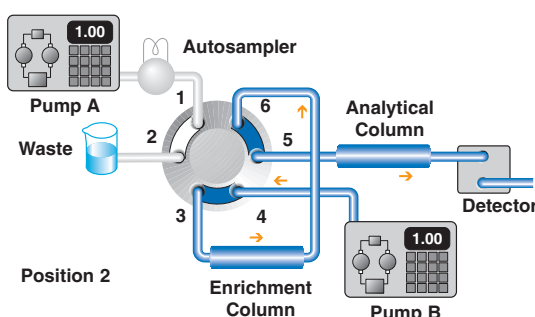 1.00
Autosampler
Pump A
1
6
2
5
Analytical
Column
Waste
3
4
Detector
1.00
Position 2
Enrichment
Column
Pump B